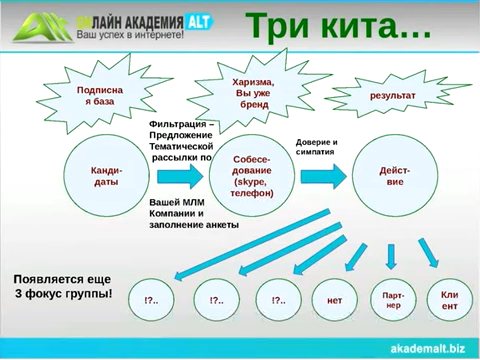 ОНЛАЙН АКАДЕМИЯ ALT
Ваш успех в интернете!
Три кита…
Подписна
я база
Харизма,
Вы уже
бренд
результат
Фильтрация –
Предложение
Тематической
рассылки по
Доверие и
симпатия
Канди-
даты
Собесе-
дование
(skype,
телефон)
Дейст-
вие
Вашей МЛМ
Компании и
заполнение анкеты
Появляется еще
3 фокус группы!
!?..
!?..
!?..
нет
Парт-
нер
Кли
ент
akademalt.biz